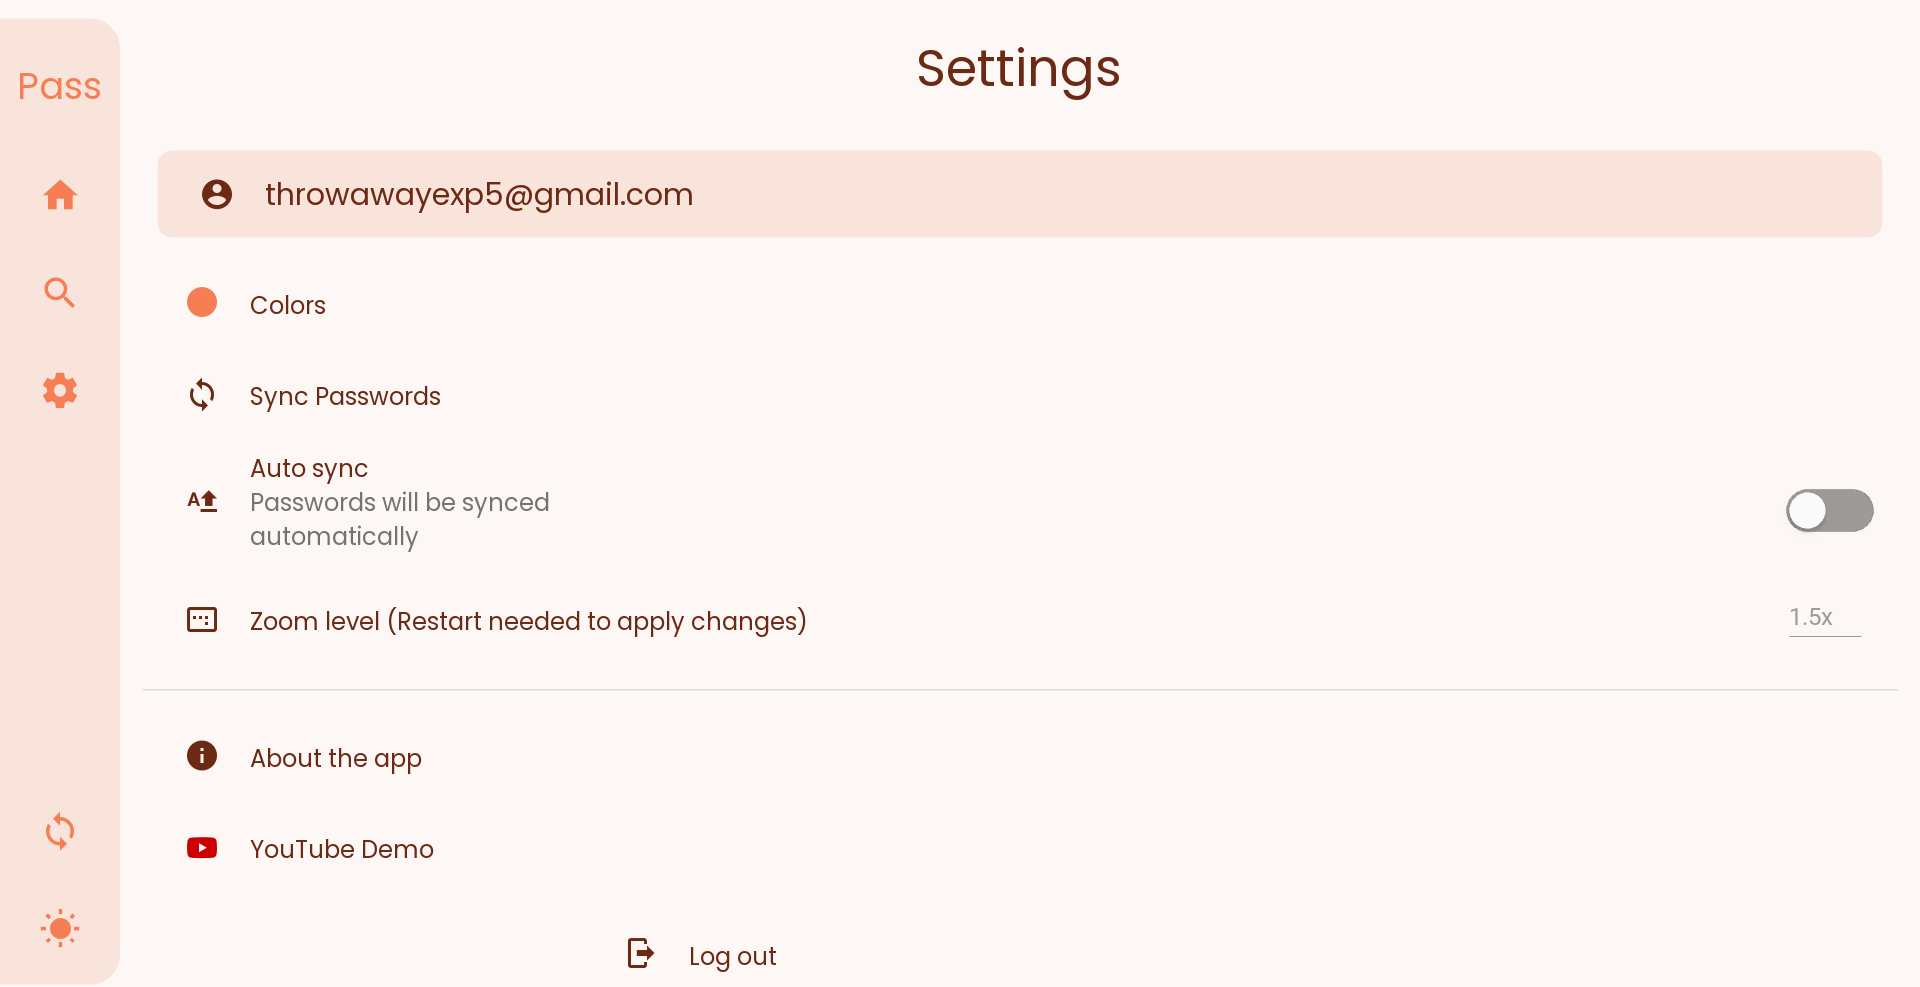 Pass
Settings
throwawayexp5@gmail.com
Colors
Sync Passwords
Auto sync
Passwords will be synced
automatically
Zoom level (Restart needed to apply changes)
1.5x
About the app
YouTube Demo
Log out